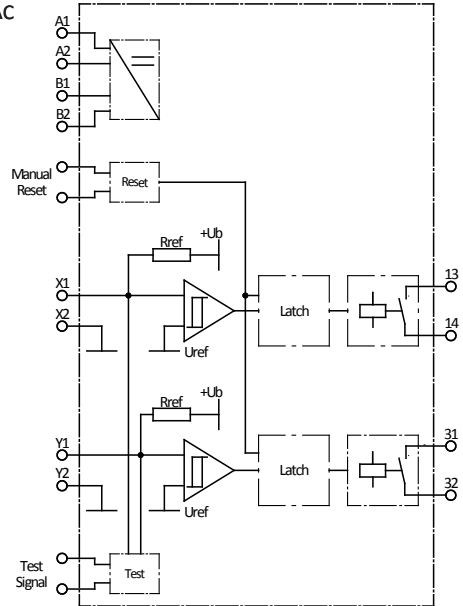 AC
A1
A2
B1
B2
Manual
Reset
Reset
+Ub
Rref
X1
X2
Uref
Latch
13
14
+Ub
Rref
Y1
Y2
Uref
Latch
31
32
Test
Signal
Test